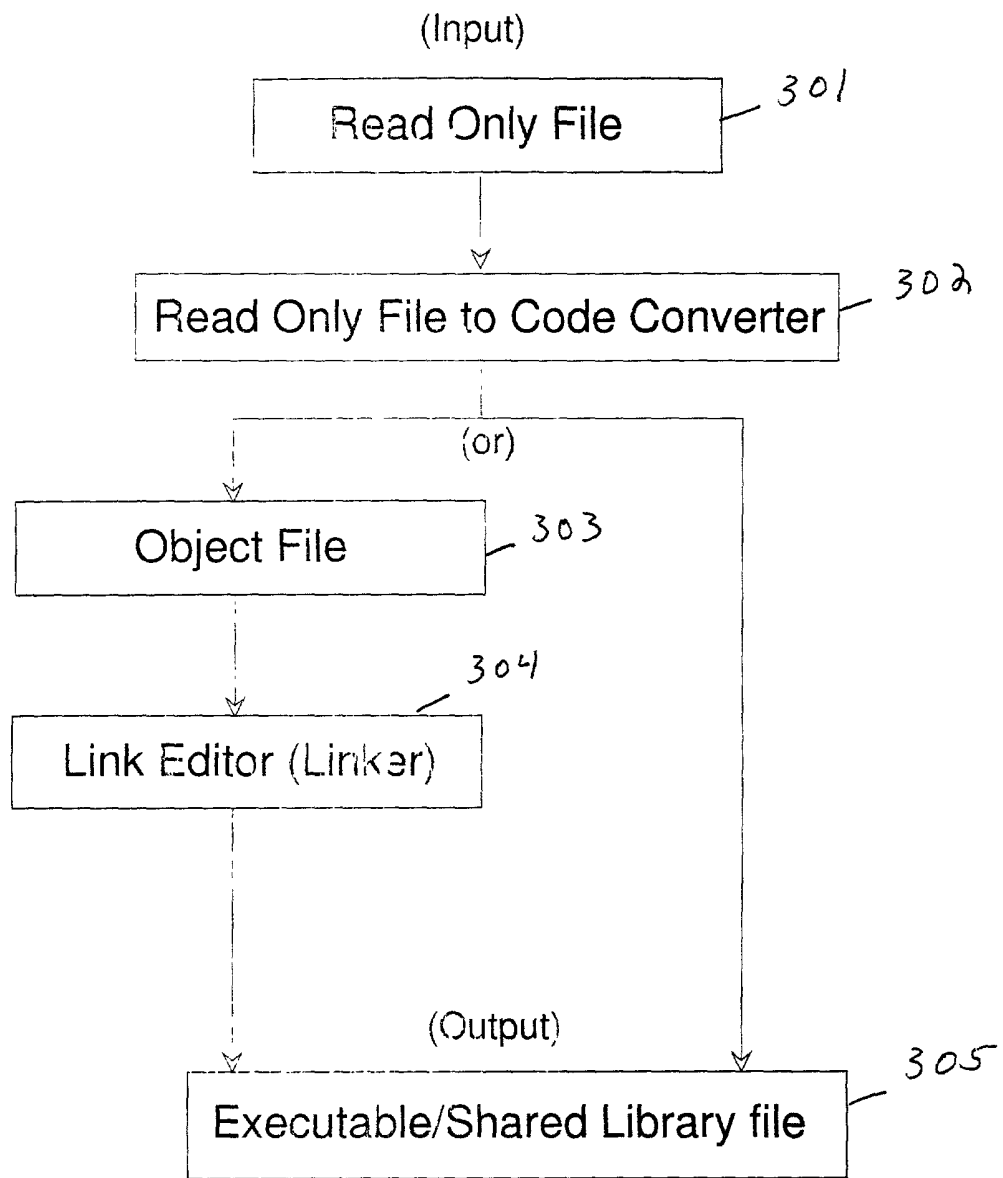 (Input)
Read Only File
301
Read Only File to Code Converter
302
(or)
Object File
303
304
Link Editor (Linker)
(Output)
305
Executable/Shared Library file